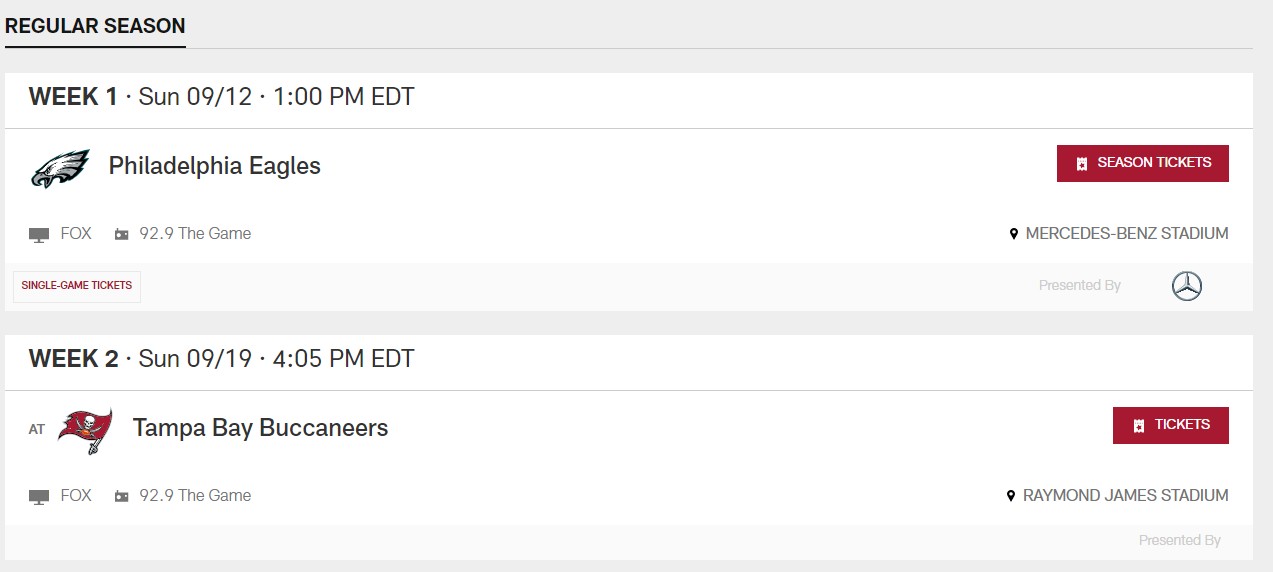 REGULAR SEASON
WEEK 1 · Sun 09/12 · 1:00 PM EDT
Philadelphia Eagles
SEASON TICKETS
FOX 92.9 The Game
MERCEDES-BENZ STADIUM
SINGLE-GAME TICKETS
Presented By
WEEK 2 · Sun 09/19 · 4:05 PM EDT
AT Tampa Bay Buccaneers
TICKETS
FOX 92.9 The Game
RAYMOND JAMES STADIUM
Presented By